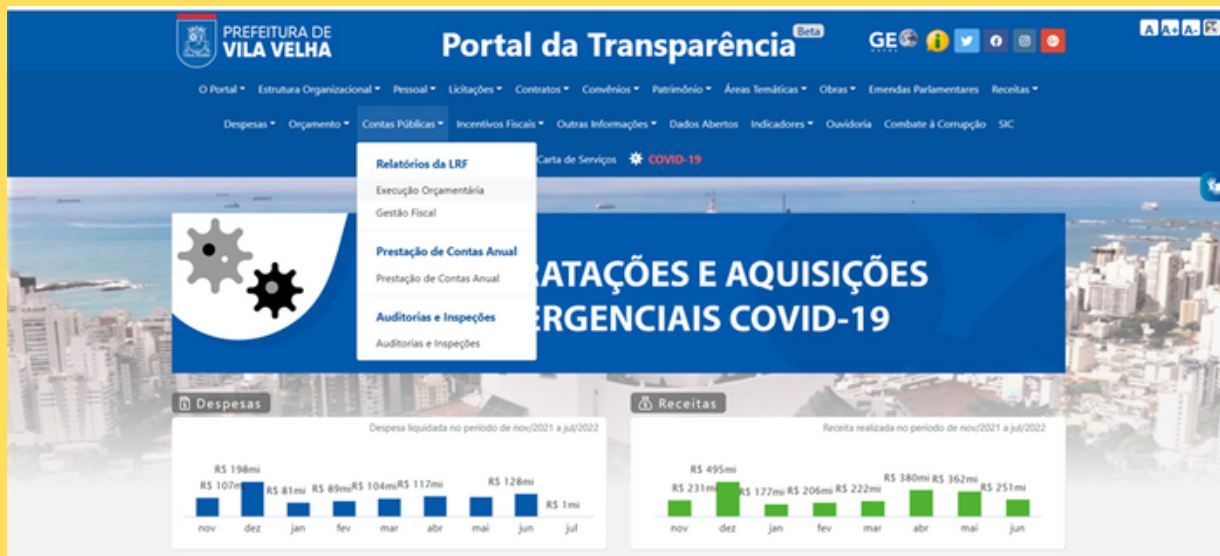 PREFEITURA DE
VILA VELHA
Portal da Transparência Beta
GE
A A+ A-
O Portal Estrutura Organizacional Pessoal Licitações Contratos Convênios Patrimônio Áreas Temáticas Obras Emendas Parlamentares Receitas
Despesas Orçamento Contas Públicas Incentivos Fiscais Outras Informações Dados Abertos Indicadores Ouvidoria Combate à Corrupção SIC
Carta de Serviços COVID-19
Relatórios da LRF
Execução Orçamentária
Gestão Fiscal
Prestação de Contas Anual
Prestação de Contas Anual
Auditorias e Inspeções
Auditorias e Inspeções
RATAÇÕES E AQUISIÇÕES
ERGENCIAIS COVID-19
Despesas
Despesa liquidada no período de nov/2021 a jul/2022
R$ 107m R$ 198mi R$ 81mi R$ 89mi R$ 104mi R$ 117mi R$ 128mi R$ 1mi
nov dez jan fev mar abr mai jun jul
Receitas
Receita realizada no período de nov/2021 a jul/2022
R$ 231mi R$ 495mi R$ 177mi R$ 206mi R$ 222mi R$ 380mi R$ 362mi R$ 251mi
nov dez jan fev mar abr mai jun